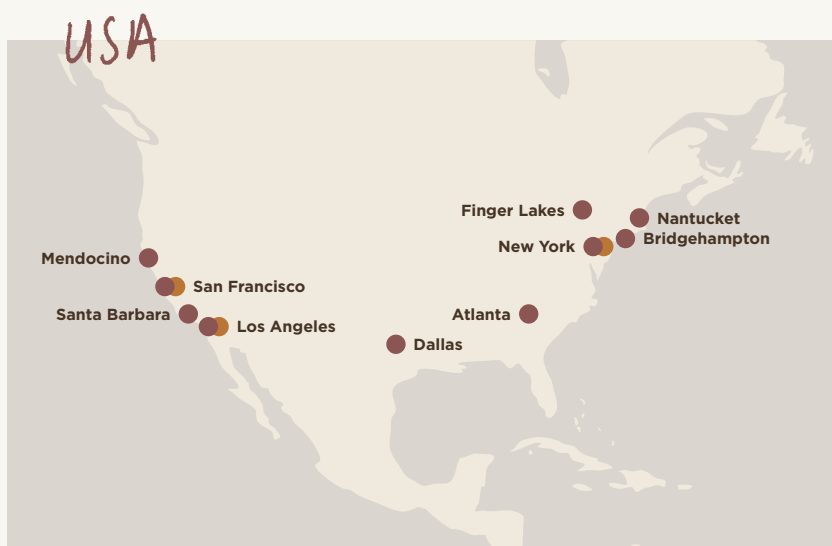 USA
Finger Lakes
Nantucket
Bridgehampton
New York
Mendocino
San Francisco
Santa Barbara
Los Angeles
Atlanta
Dallas